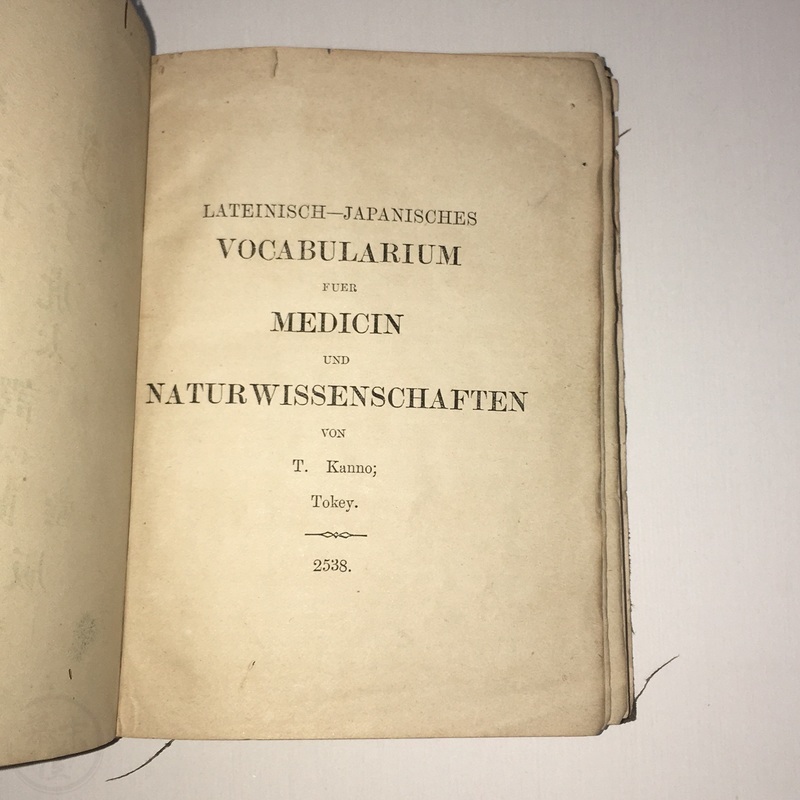 LATEINISCH—JAPANISCHES
VOCABULARIUM
FUER
MEDICIN
UND
NATURWISSENSCHAFTEN
VON
T. Kanno;
Tokey.
2538.